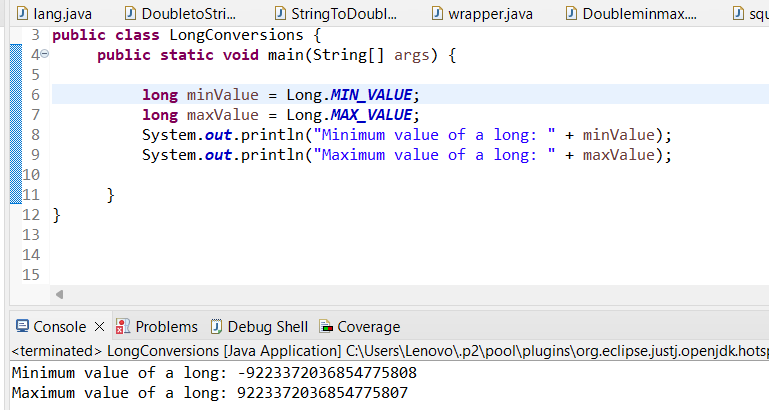 lang.java DoubletoStri... StringToDoubl... wrapper.java Doubleminmax.... squ
3 public class LongConversions {
4 public static void main(String[] args) {
5
6 long minValue = Long.MIN_VALUE;
7 long maxValue = Long.MAX_VALUE;
8 System.out.println("Minimum value of a long: " + minValue);
9 System.out.println("Maximum value of a long: " + maxValue);
10
11 }
12 }
13
14
15
Console Problems Debug Shell Coverage
<terminated> LongConversions [Java Application] C:\Users\Lenovo\.p2\pool\plugins\org.eclipse.justj.openjdk.hotsp
Minimum value of a long: -9223372036854775808
Maximum value of a long: 9223372036854775807